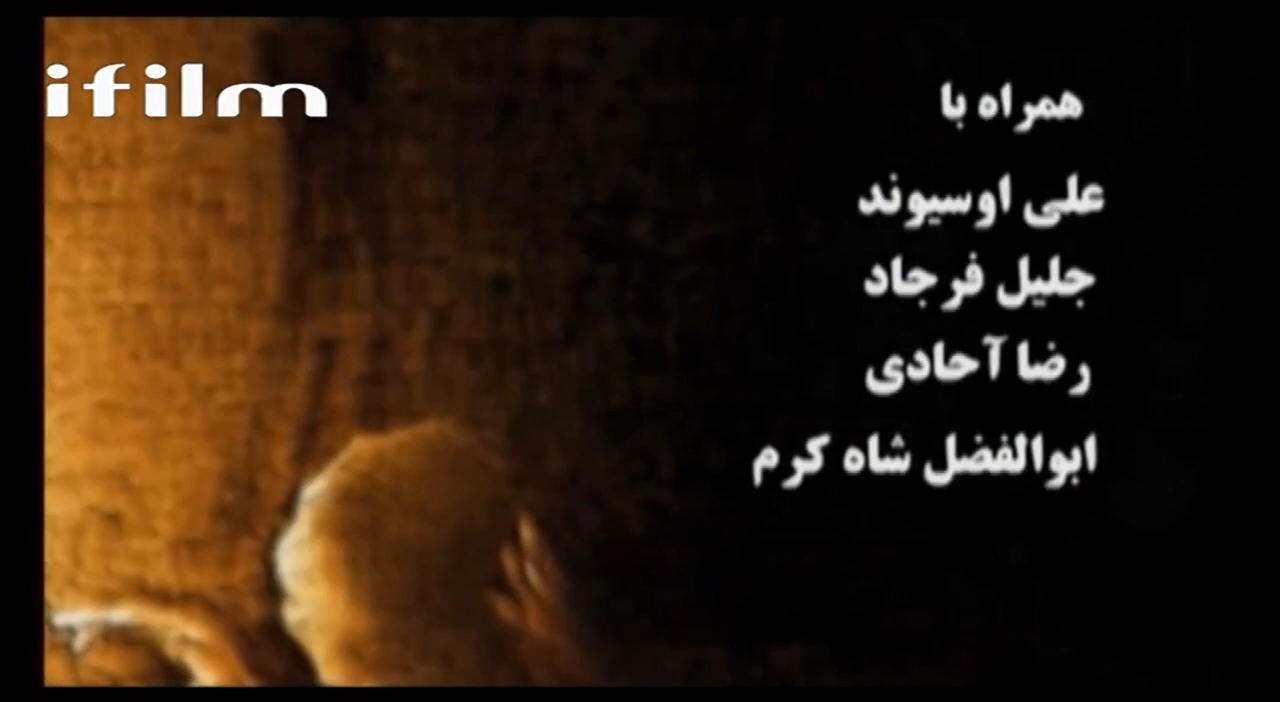 ifilm
همراه با
علی اوسیوند
جلیل فرجاد
رضا آحادی
ابوالفضل شاه کرم